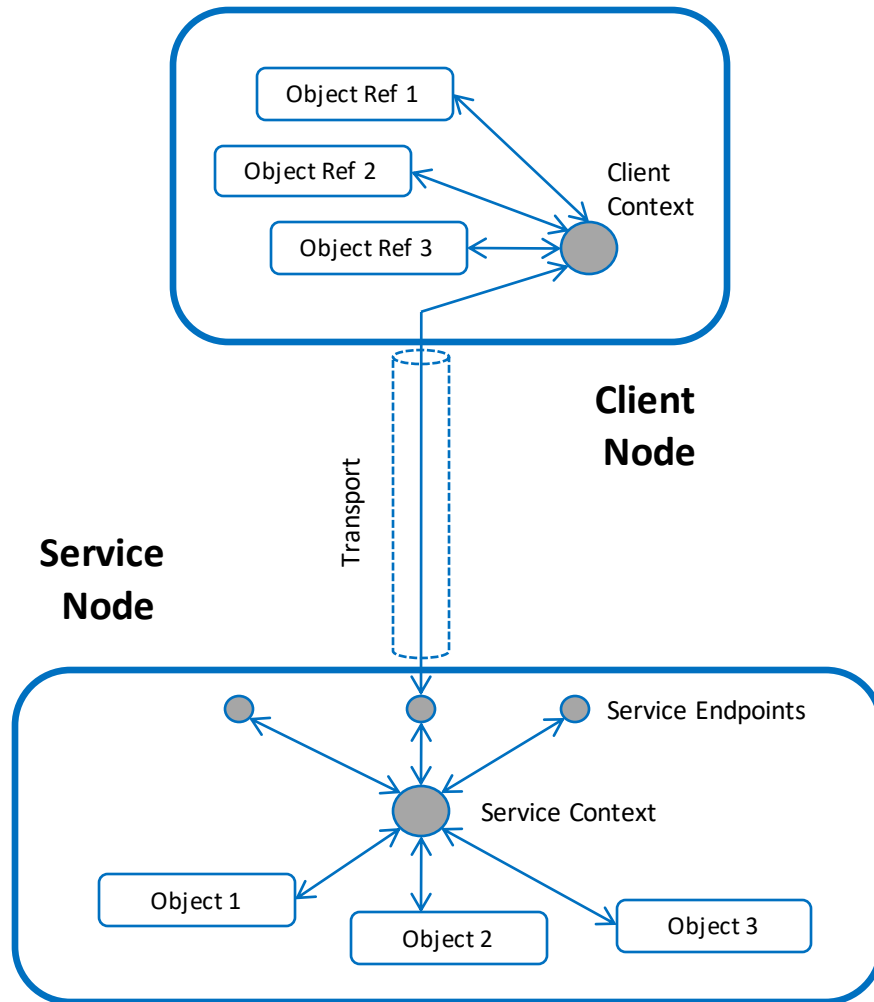 Object Ref 1
Object Ref 2
Client
Context
Object Ref 3
Client
Node
Transport
Service
Node
Service Endpoints
Service Context
Object 1
Object 2
Object 3